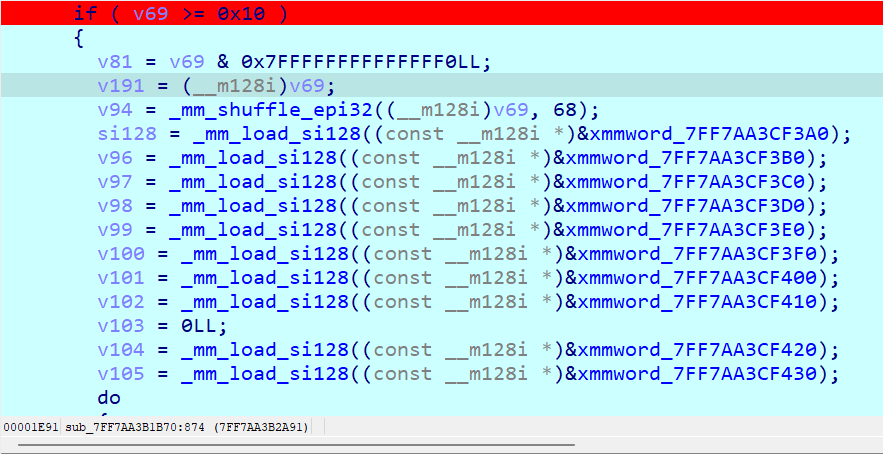 if ( v69 >= 0x10 )
{
v81 = v69 & 0x7FFFFFFFFFFFFFF0LL;
v191 = (__m128i)v69;
v94 = _mm_shuffle_epi32((__m128i)v69, 68);
si128 = _mm_load_si128((const __m128i *)&xmmword_7FF7AA3CF3A0);
v96 = _mm_load_si128((const __m128i *)&xmmword_7FF7AA3CF3B0);
v97 = _mm_load_si128((const __m128i *)&xmmword_7FF7AA3CF3C0);
v98 = _mm_load_si128((const __m128i *)&xmmword_7FF7AA3CF3D0);
v99 = _mm_load_si128((const __m128i *)&xmmword_7FF7AA3CF3E0);
v100 = _mm_load_si128((const __m128i *)&xmmword_7FF7AA3CF3F0);
v101 = _mm_load_si128((const __m128i *)&xmmword_7FF7AA3CF400);
v102 = _mm_load_si128((const __m128i *)&xmmword_7FF7AA3CF410);
v103 = 0LL;
v104 = _mm_load_si128((const __m128i *)&xmmword_7FF7AA3CF420);
v105 = _mm_load_si128((const __m128i *)&xmmword_7FF7AA3CF430);
do
00001E91 sub_7FF7AA3B1B70:874 (7FF7AA3B2A91)